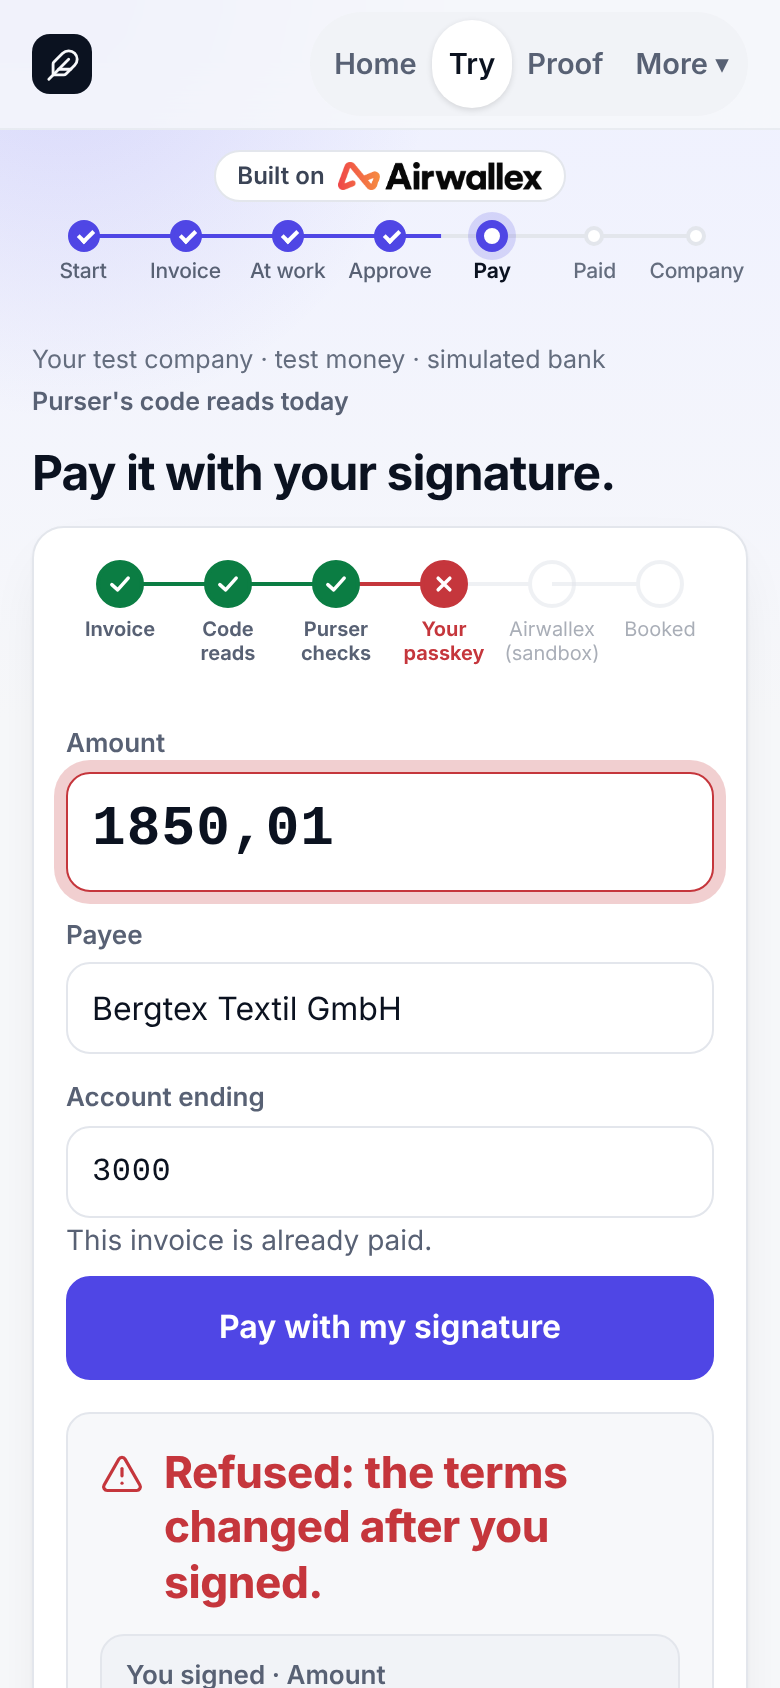 Home Try Proof More ▾
Built on Airwallex
Start Invoice At work Approve Pay Paid Company
Your test company · test money · simulated bank
Purser's code reads today
Pay it with your signature.
Invoice Code reads Purser checks Your passkey Airwallex (sandbox) Booked
Amount
1850,01
Payee
Bergtex Textil GmbH
Account ending
3000
This invoice is already paid.
Pay with my signature
Refused: the terms
changed after you
signed.
You signed · Amount